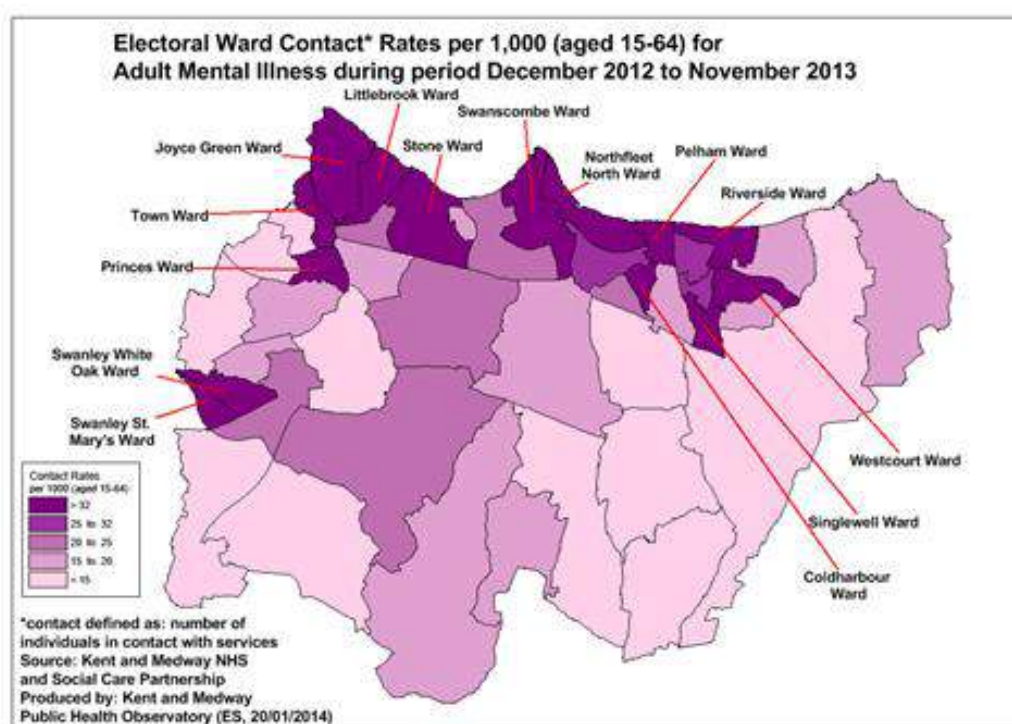 Electoral Ward Contact* Rates per 1,000 (aged 15-64) for
Adult Mental Illness during period December 2012 to November 2013
Littlebrook Ward
Swanscombe Ward
Joyce Green Ward
Stone Ward
Northfleet
North Ward
Pelham Ward
Riverside Ward
Town Ward
Princes Ward
Swanley White
Oak Ward
Swanley St.
Mary's Ward
Westcourt Ward
Singlewell Ward
Coldharbour
Ward
Contact Rates
per 1000 (aged 15-64)
> 32
25 to 32
20 to 25
15 to 20
< 15
*contact defined as: number of
individuals in contact with services
Source: Kent and Medway NHS
and Social Care Partnership
Produced by: Kent and Medway
Public Health Observatory (ES, 20/01/2014)